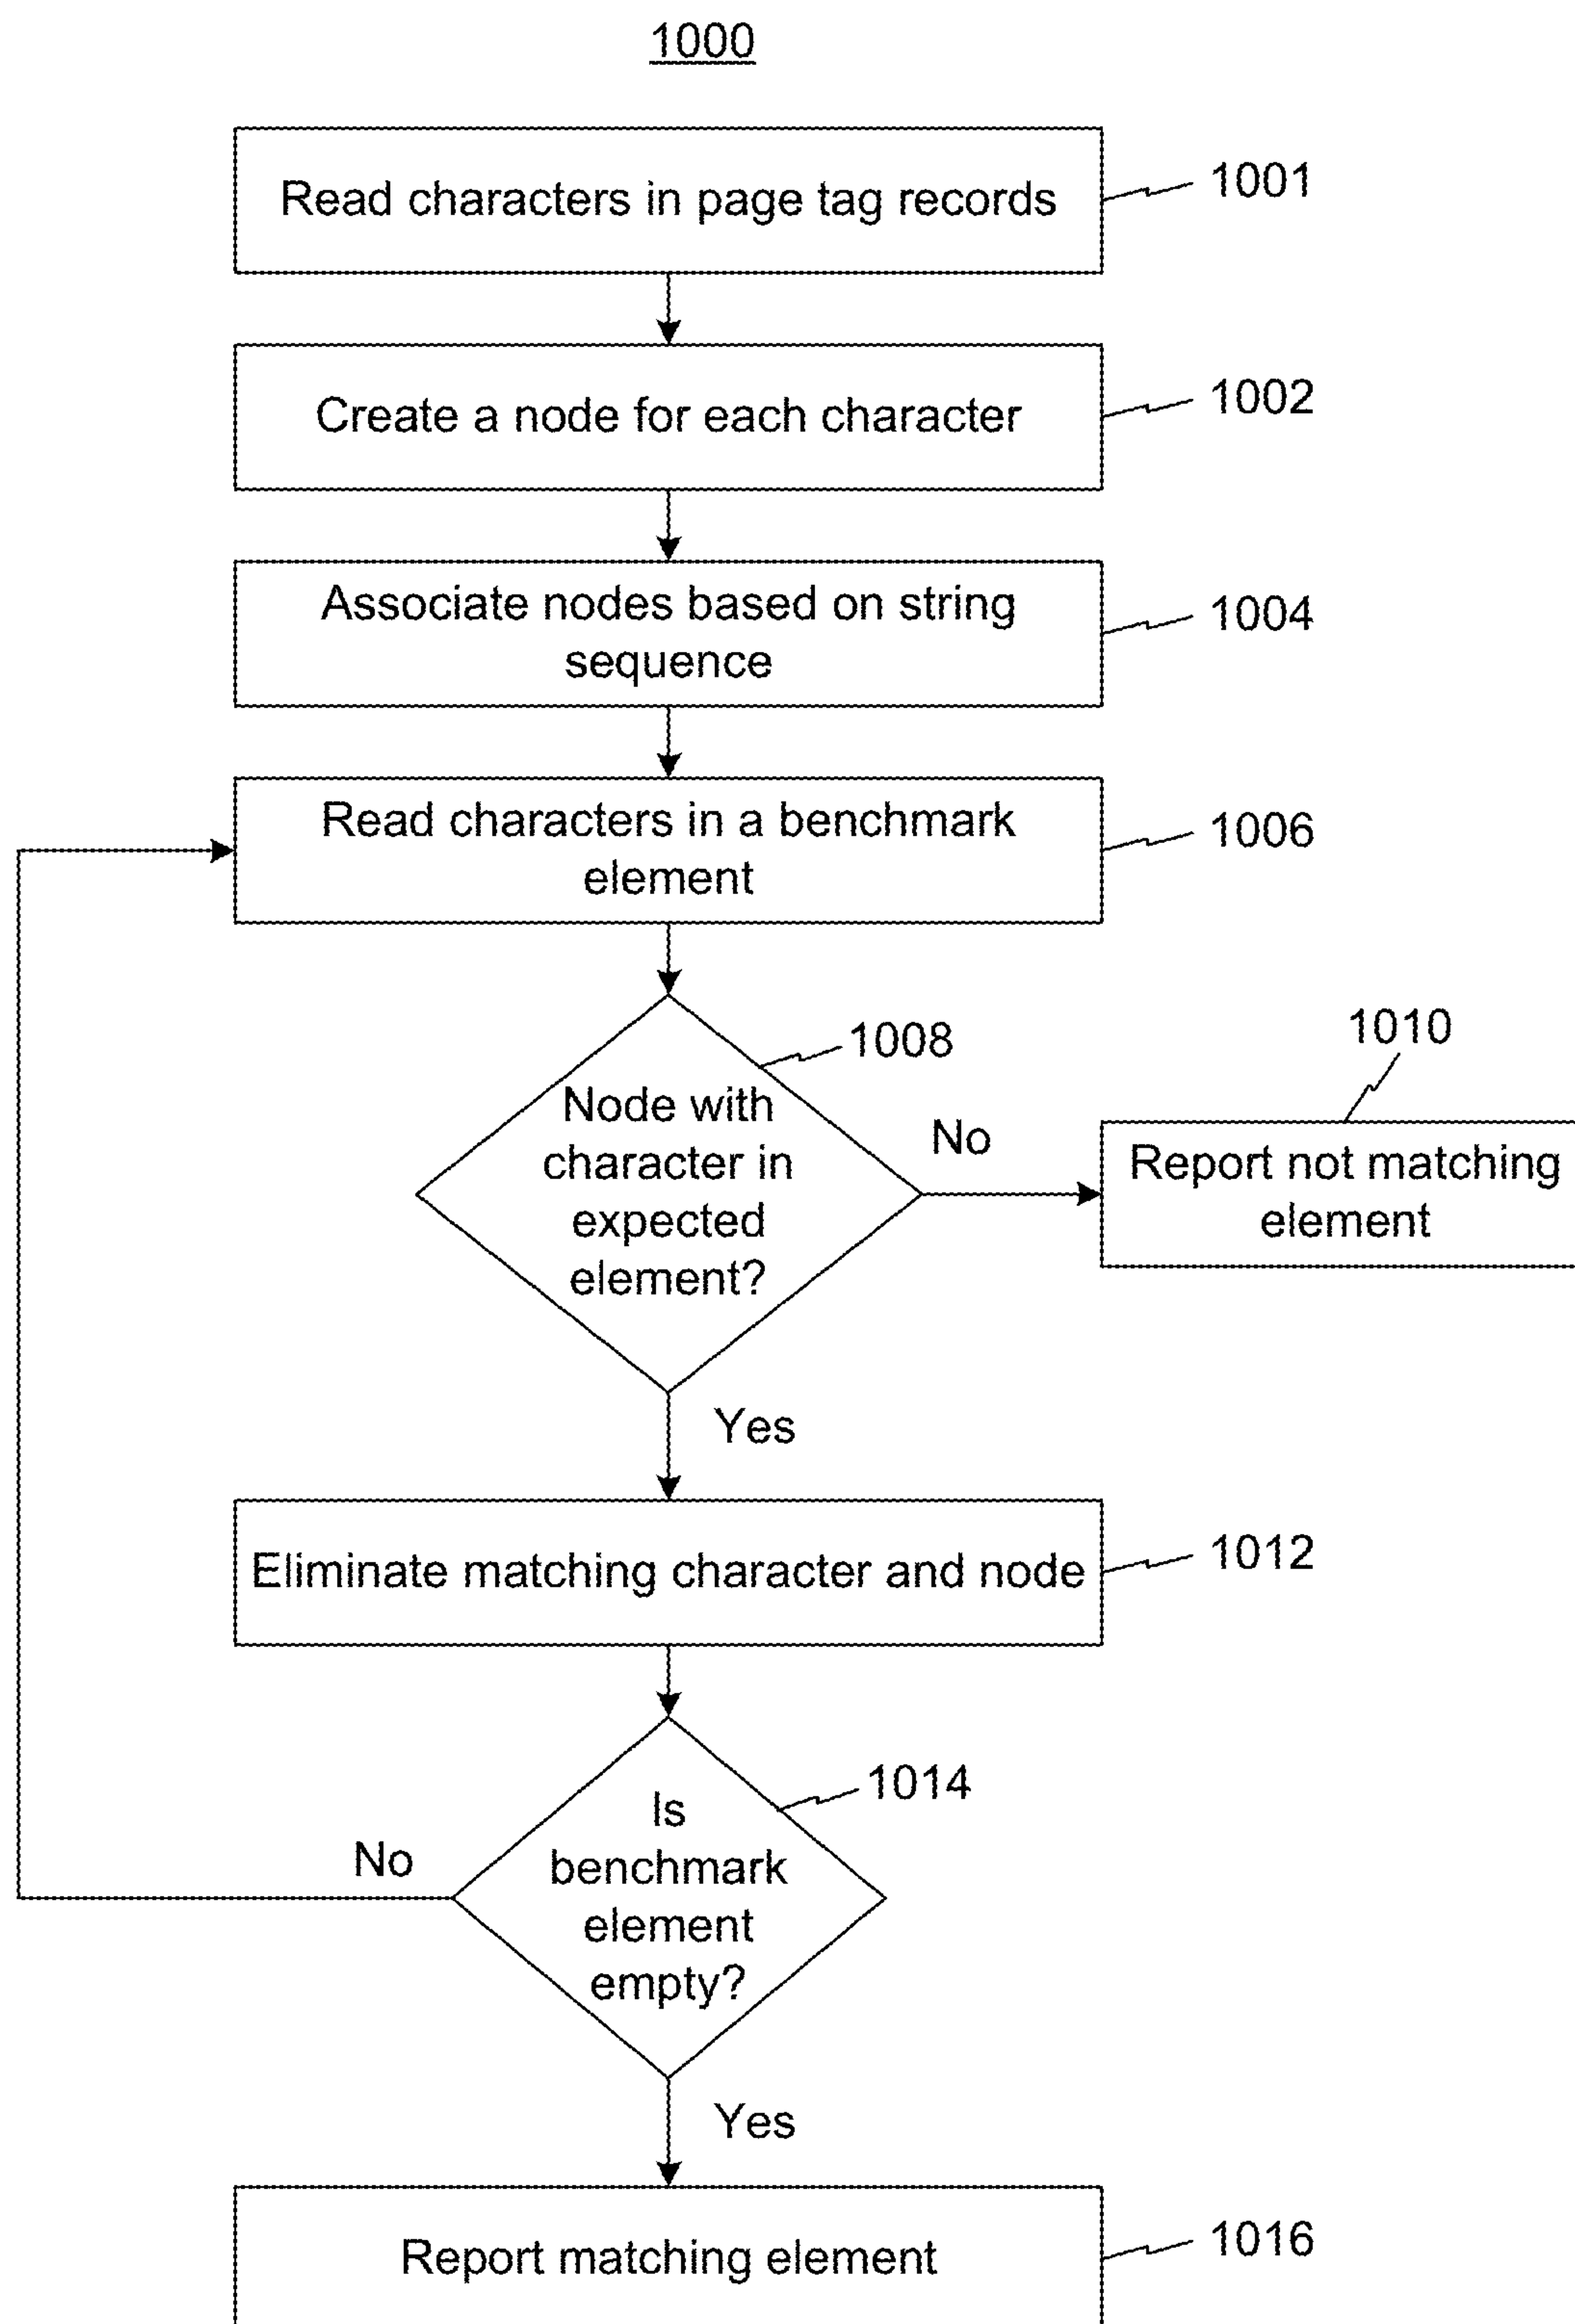 1000
Read characters in page tag records
1001
Create a node for each character
1002
Associate nodes based on string
sequence
1004
Read characters in a benchmark
element
1006
1008
Node with
character in
expected
element?
No
1010
Report not matching
element
Yes
Eliminate matching character and node
1012
1014
Is
benchmark
element
empty?
No
Yes
Report matching element
1016